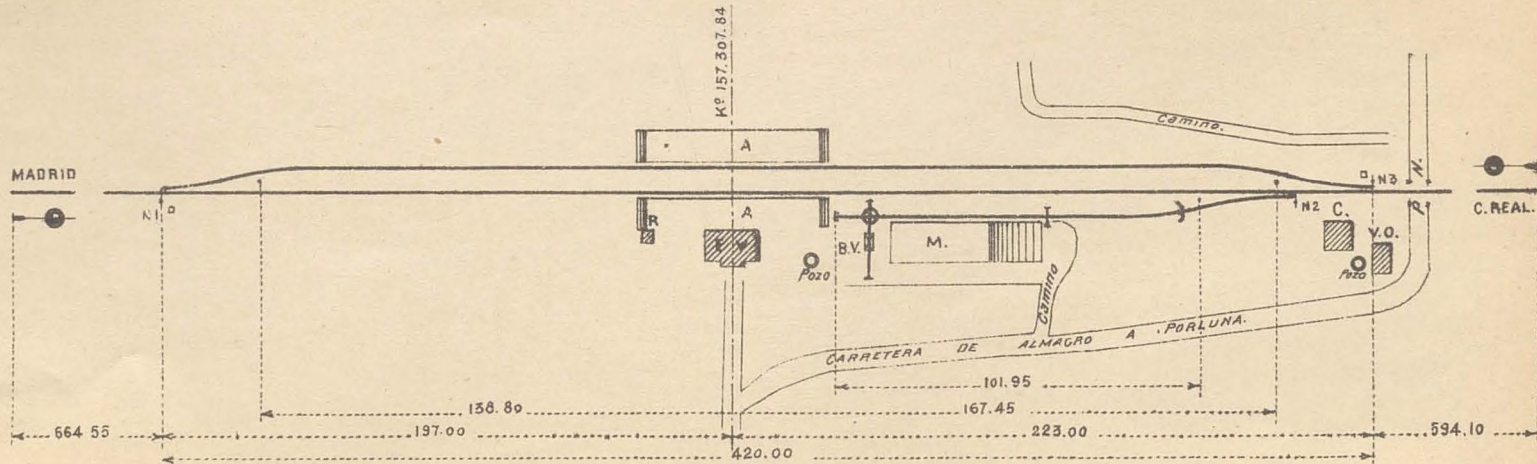 Kº 157.307.84
Camino.
A
MADRID
P. N.
N1
N3
C. REAL.
A
N2
R
C.
V.O.
B.V.
M.
Pozo
Pozo
Camino
CARRETERA DE ALMAGRO A PORLUNA.
101.95
138.80
167.45
664.55
197.00
223.00
594.10
420.00